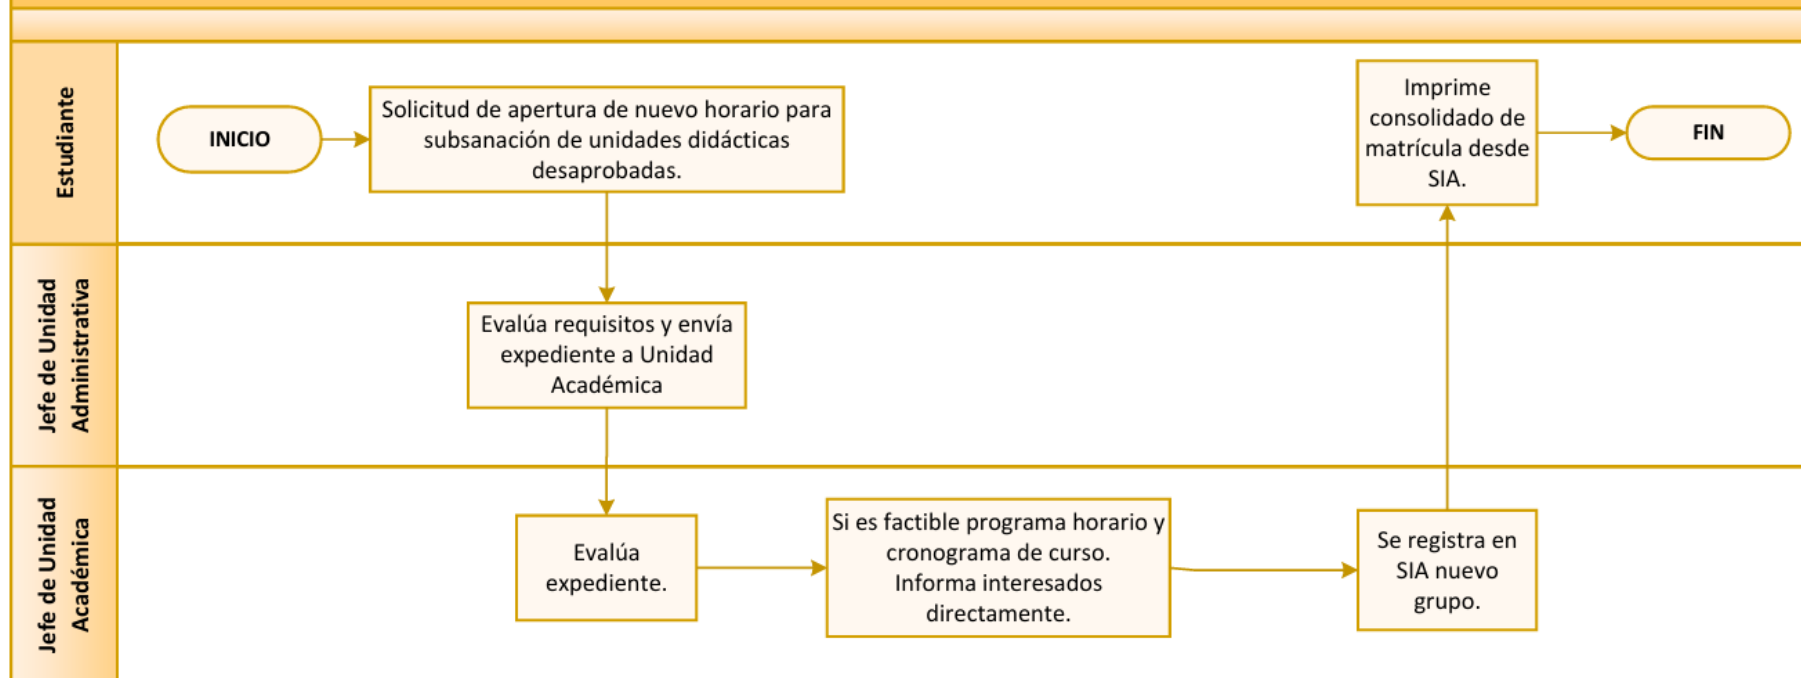 Estudiante
INICIO
Solicitud de apertura de nuevo horario para
subsanación de unidades didácticas
desaprobadas.
Imprime
consolidado de
matrícula desde
SIA.
FIN
Jefe de Unidad
Administrativa
Evalúa requisitos y envía
expediente a Unidad
Académica
Jefe de Unidad
Académica
Evalúa
expediente.
Si es factible programa horario y
cronograma de curso.
Informa interesados
directamente.
Se registra en
SIA nuevo
grupo.